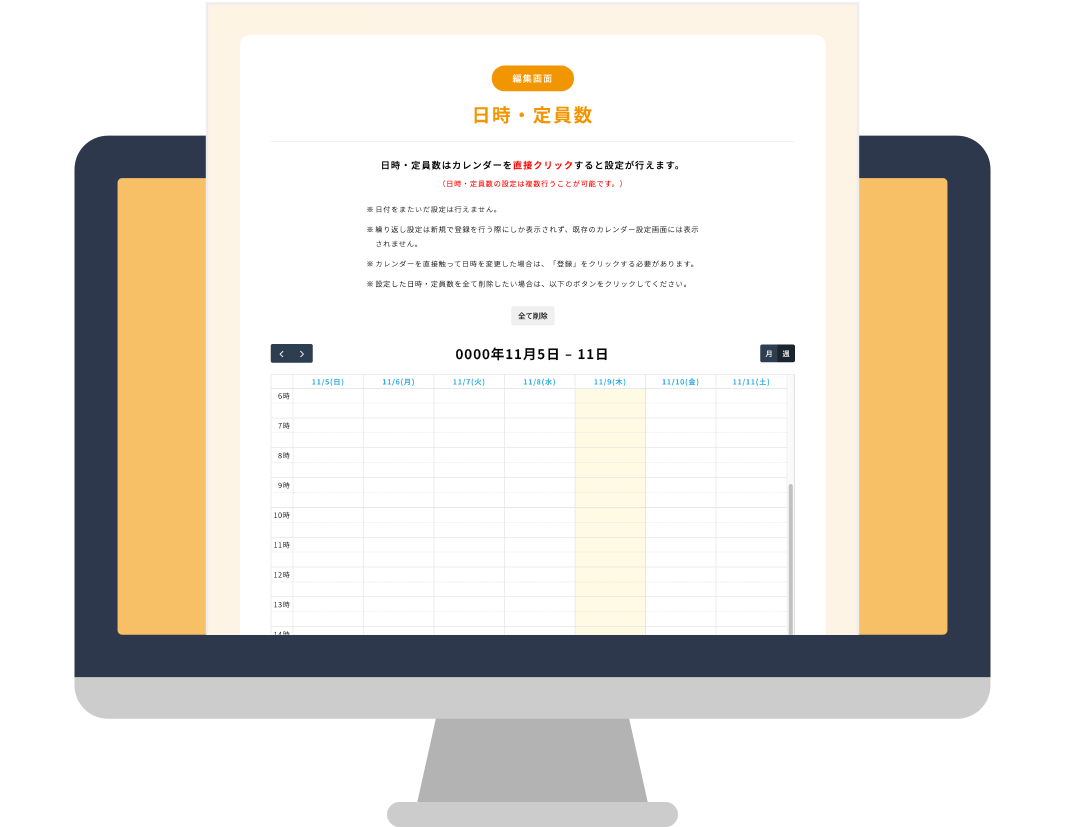 編集画面
日時・定員数
日時・定員数はカレンダーを直接クリックすると設定が行えます。
(日時・定員数の設定は複数行うことが可能です。)
※ 日付をまたいだ設定は行えません。
※ 繰り返し設定は新規で登録を行う際にしか表示されず、既存のカレンダー設定画面には表示
されません。
※ カレンダーを直接触って日時を変更した場合は、「登録」をクリックする必要があります。
※ 設定した日時・定員数を全て削除したい場合は、以下のボタンをクリックしてください。
全て削除
0000年11月5日 – 11日 月 週
11/5(日) 11/6(月) 11/7(火) 11/8(水) 11/9(木) 11/10(金) 11/11(土)
6時
7時
8時
9時
10時
11時
12時
13時
14時